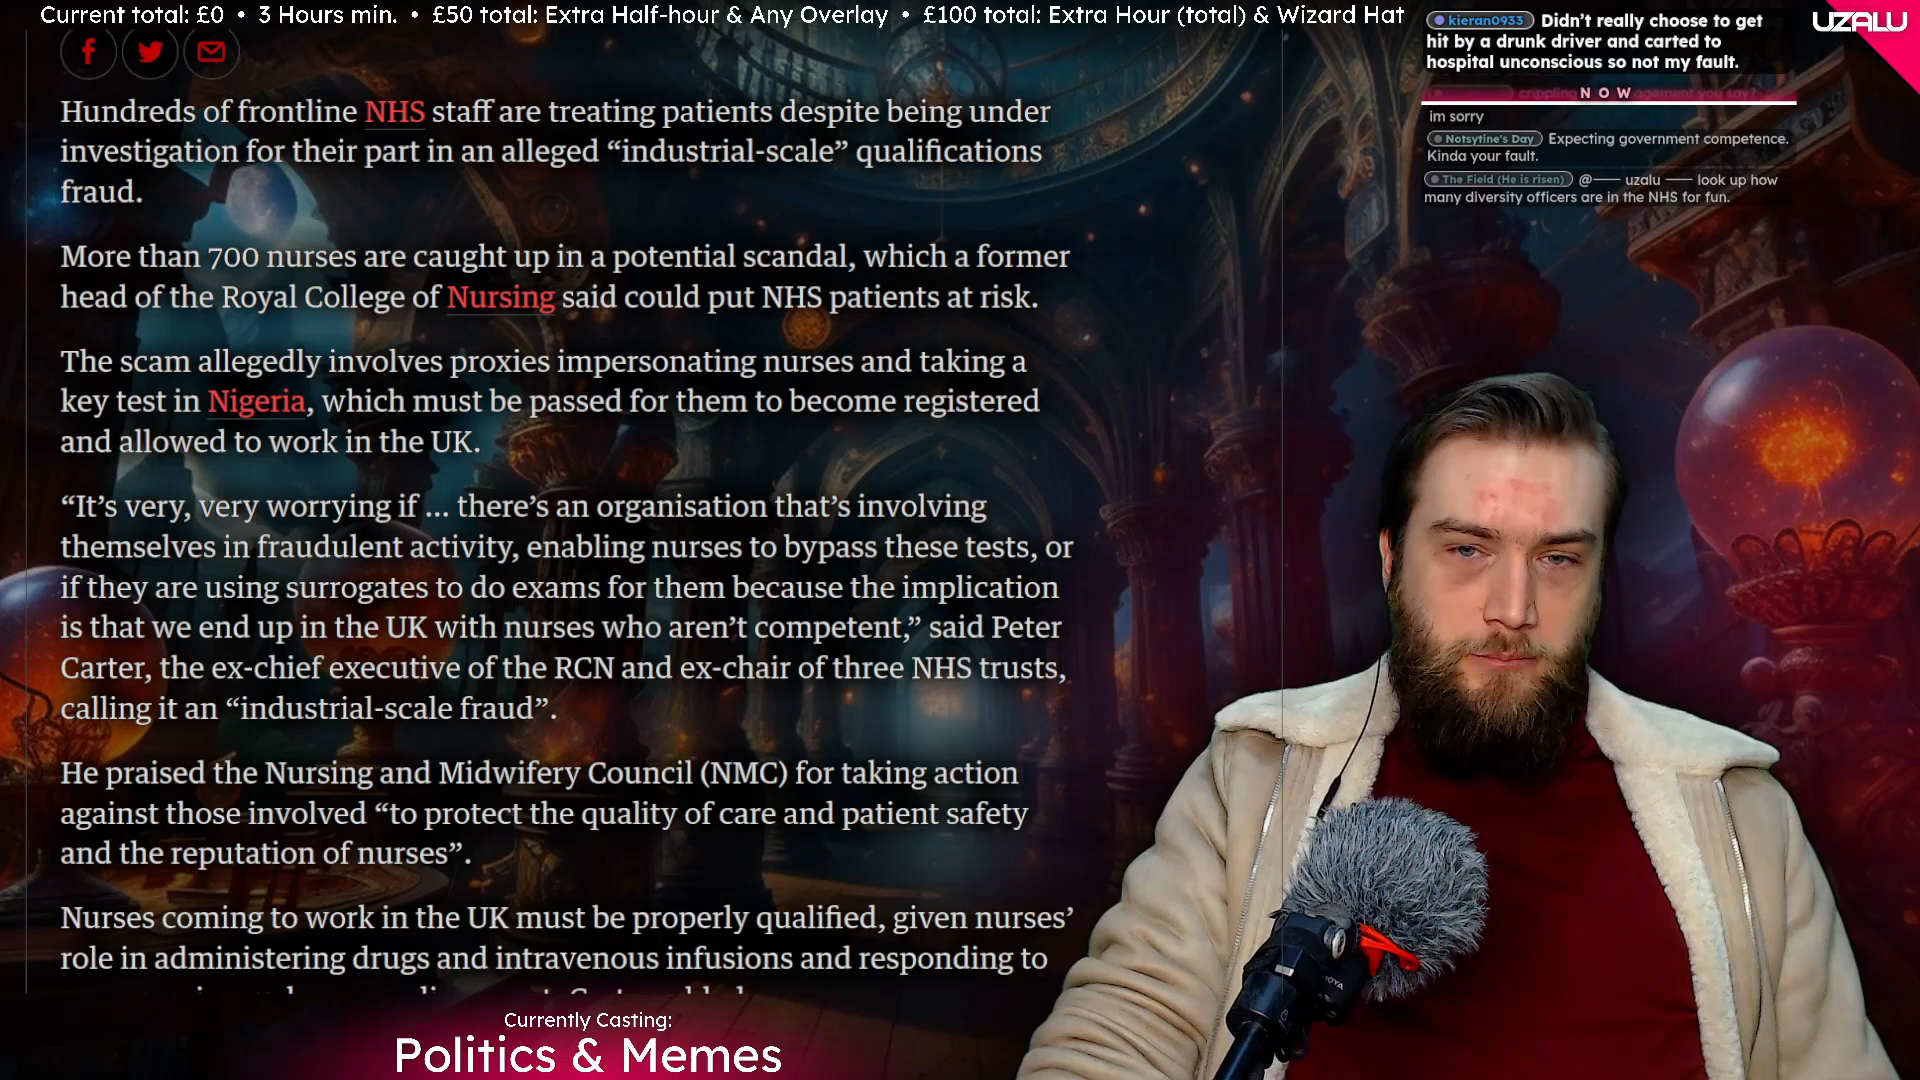 Current total: £0 • 3 Hours min. • £50 total: Extra Half-hour & Any Overlay • £100 total: Extra Hour (total) & Wizard Hat
Hundreds of frontline NHS staff are treating patients despite being under
investigation for their part in an alleged “industrial-scale” qualifications
fraud.
More than 700 nurses are caught up in a potential scandal, which a former
head of the Royal College of Nursing said could put NHS patients at risk.
The scam allegedly involves proxies impersonating nurses and taking a
key test in Nigeria, which must be passed for them to become registered
and allowed to work in the UK.
“It’s very, very worrying if ... there’s an organisation that’s involving
themselves in fraudulent activity, enabling nurses to bypass these tests, or
if they are using surrogates to do exams for them because the implication
is that we end up in the UK with nurses who aren’t competent,” said Peter
Carter, the ex-chief executive of the RCN and ex-chair of three NHS trusts,
calling it an “industrial-scale fraud”.
He praised the Nursing and Midwifery Council (NMC) for taking action
against those involved “to protect the quality of care and patient safety
and the reputation of nurses”.
Nurses coming to work in the UK must be properly qualified, given nurses’
role in administering drugs and intravenous infusions and responding to
Currently Casting:
Politics & Memes
kieran0933 Didn’t really choose to get
hit by a drunk driver and carted to
hospital unconscious so not my fault.
NOW
im sorry
Notsytine's Day Expecting government competence.
Kinda your fault.
The Field (He is risen) @— uzalu — look up how
many diversity officers are in the NHS for fun.
UZALU